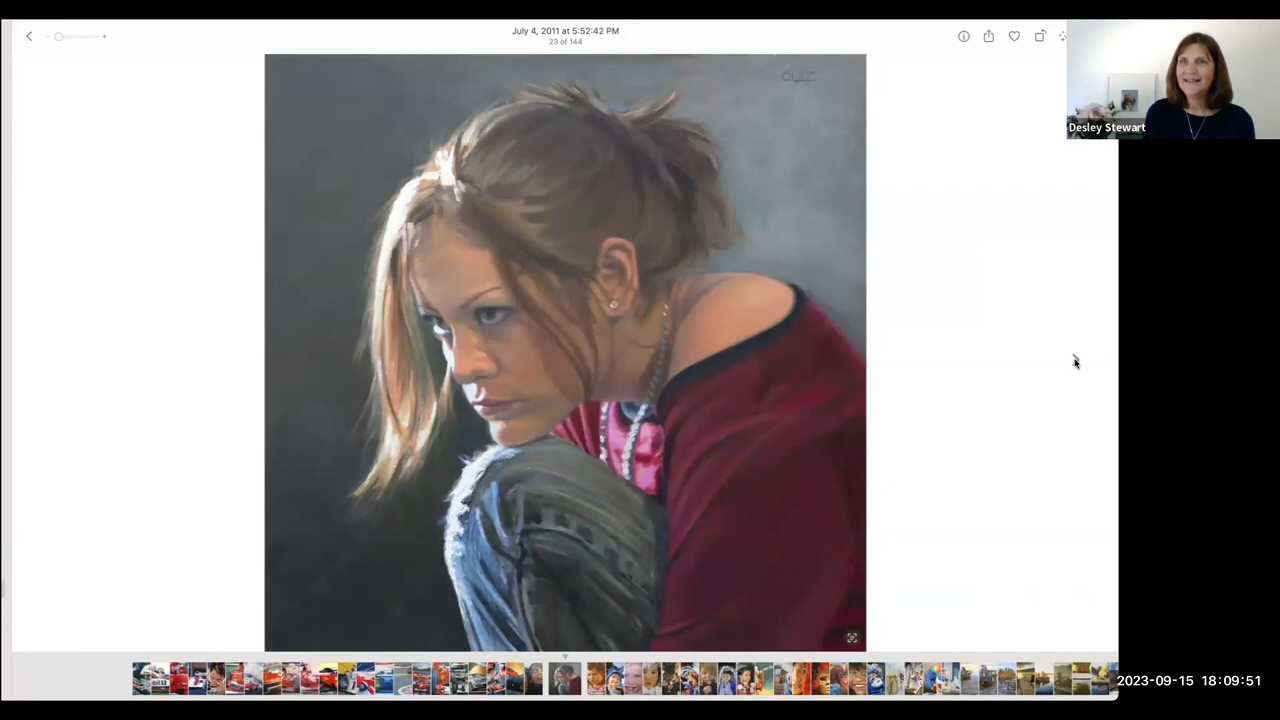 July 4, 2011 at 5:52:42 PM
23 of 144
Desley Stewart
2023-09-15 18:09:51